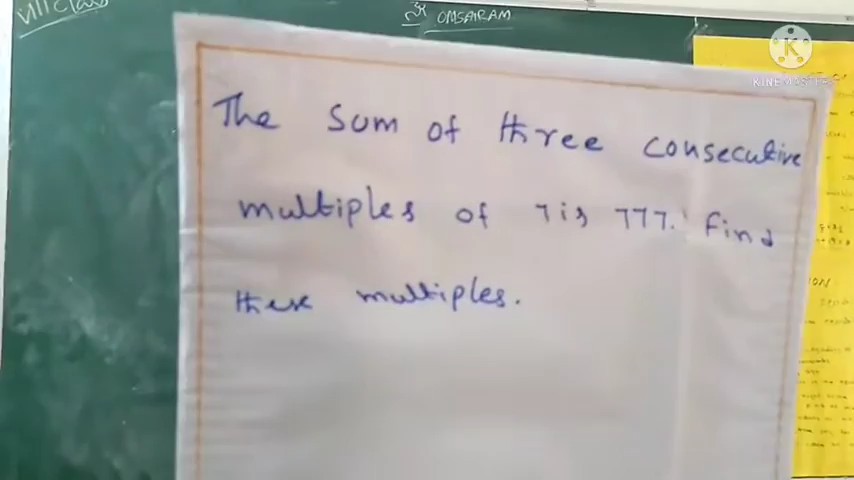 VIII Class
OMSAIRAM
The sum of three consecutive
multiples of 7 is 777. Find
these multiples.
KINEMASTER